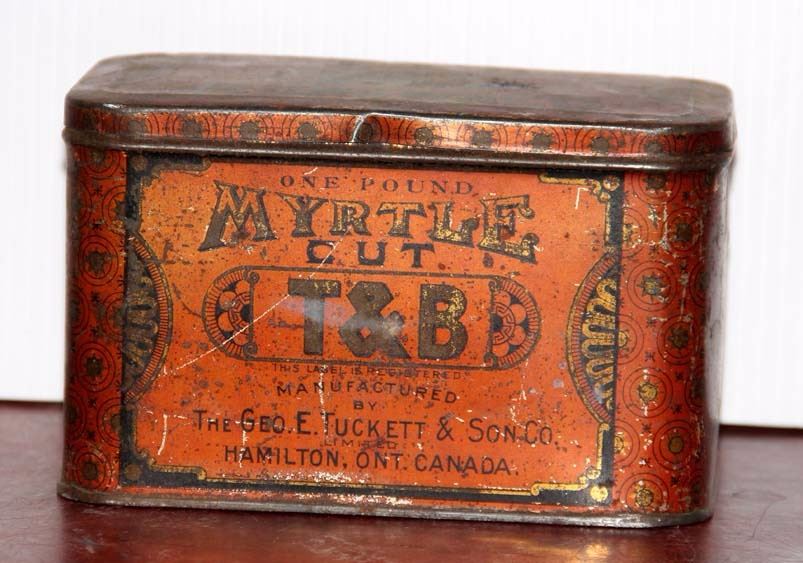 ONE POUND
MYRTLE
CUT
T&B
THIS LABEL IS REGISTERED
MANUFACTURED
BY
THE GEO. E. TUCKETT & SON CO.
LIMITED
HAMILTON, ONT. CANADA.